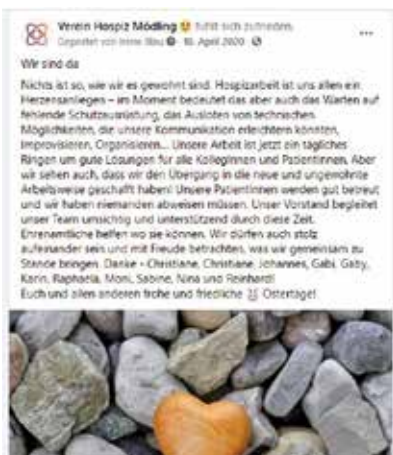 Verein Hospiz Mödling fühlt sich zufrieden.
Gepostet von Irene Blau · 10. April 2020 ·
Wir sind da
Nichts ist so, wie wir es gewohnt sind. Hospizarbeit ist uns allen ein
Herzensanliegen – im Moment bedeutet das aber auch das Warten auf
fehlende Schutzausrüstung, das Ausloten von technischen
Möglichkeiten, die unsere Kommunikation erleichtern könnten,
Improvisieren, Organisieren... Unsere Arbeit ist jetzt ein tägliches
Ringen um gute Lösungen für alle KollegInnen und PatientInnen. Aber
wir sehen auch, dass wir den Übergang in die neue und ungewohnte
Arbeitsweise geschafft haben! Unsere PatientInnen werden gut betreut
und wir haben niemanden abweisen müssen. Unser Vorstand begleitet
unser Team umsichtig und unterstützend durch diese Zeit.
Ehrenamtliche helfen wo sie können. Wir dürfen auch stolz
aufeinander sein und mit Freude betrachten, was wir gemeinsam zu
Stande bringen. Danke - Christiane, Christiane, Johannes, Gabi, Gaby,
Karin, Raphaela, Moni, Sabine, Nina und Reinhard!
Euch und allen anderen frohe und friedliche Ostertage!